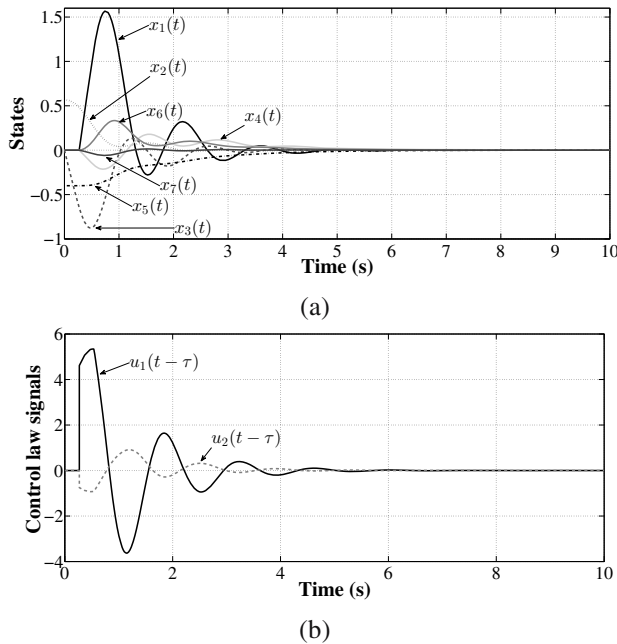 1.5
x₁(t)
1
x₂(t)
x₆(t)
0.5
x₄(t)
States
0
x₇(t)
−0.5
x₅(t)
x₃(t)
−1
0 1 2 3 4 5 6 7 8 9 10
Time (s)
(a)
6
u₁(t − τ)
4
2
u₂(t − τ)
Control law signals
0
−2
−4
0 2 4 6 8 10
Time (s)
(b)